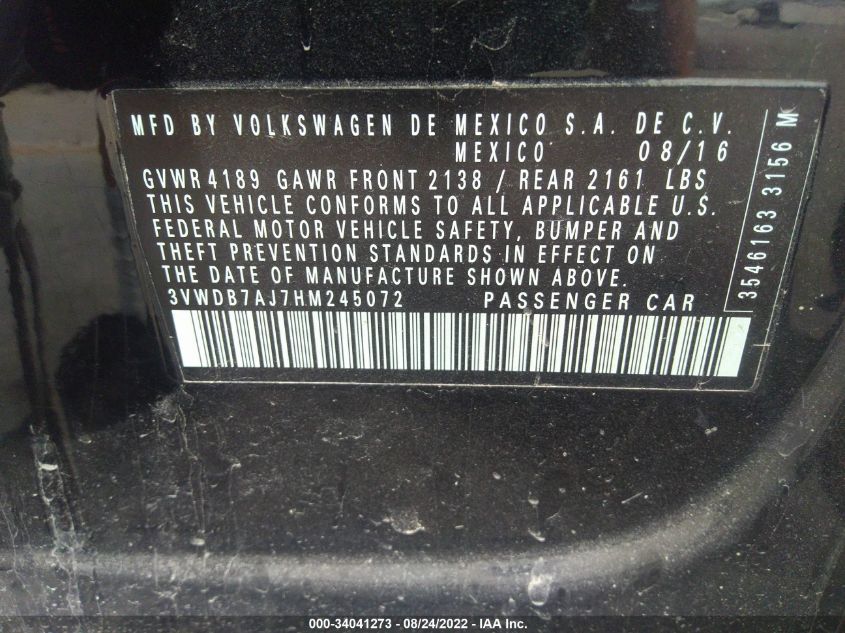 MFD BY VOLKSWAGEN DE MEXICO S.A. DE C.V.
MEXICO 08/16
GVWR 4189 GAWR FRONT 2138 / REAR 2161 LBS
THIS VEHICLE CONFORMS TO ALL APPLICABLE U.S.
FEDERAL MOTOR VEHICLE SAFETY, BUMPER AND
THEFT PREVENTION STANDARDS IN EFFECT ON
THE DATE OF MANUFACTURE SHOWN ABOVE.
3VWDB7AJ7HM245072 PASSENGER CAR
3546163 3156 M
000-34041273 - 08/24/2022 - IAA Inc.